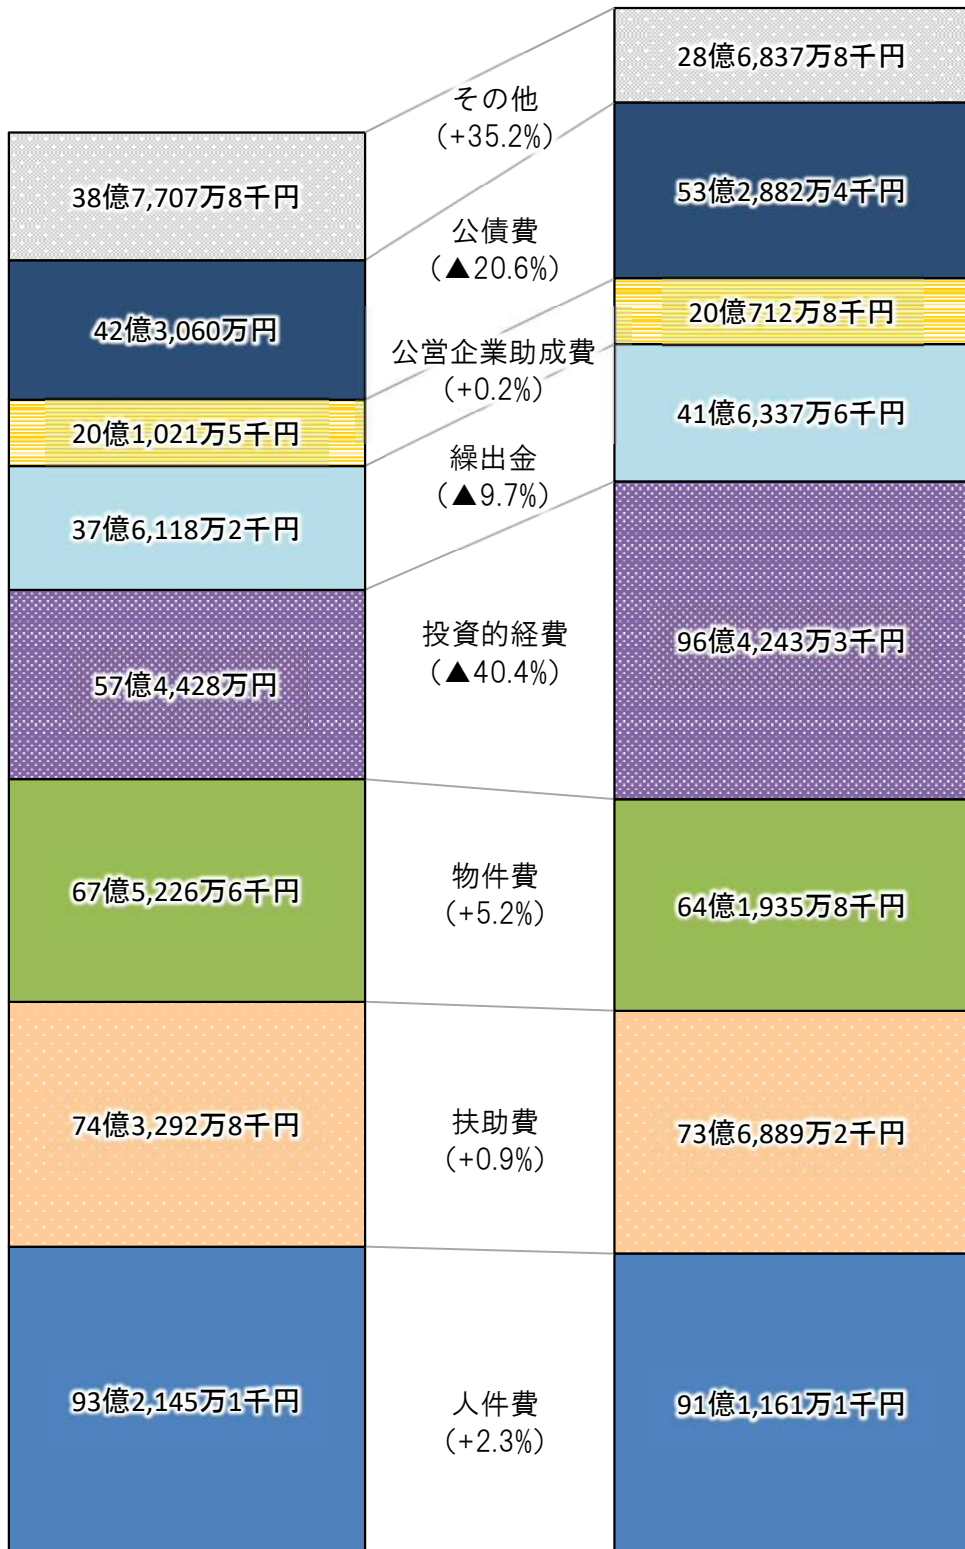 28億6,837万8千円
その他
(+35.2%)
38億7,707万8千円
53億2,882万4千円
公債費
(▲20.6%)
42億3,060万円
20億712万8千円
公営企業助成費
(+0.2%)
20億1,021万5千円
41億6,337万6千円
繰出金
(▲9.7%)
37億6,118万2千円
96億4,243万3千円
投資的経費
(▲40.4%)
57億4,428万円
物件費
(+5.2%)
67億5,226万6千円
64億1,935万8千円
扶助費
(+0.9%)
74億3,292万8千円
73億6,889万2千円
人件費
(+2.3%)
93億2,145万1千円
91億1,161万1千円